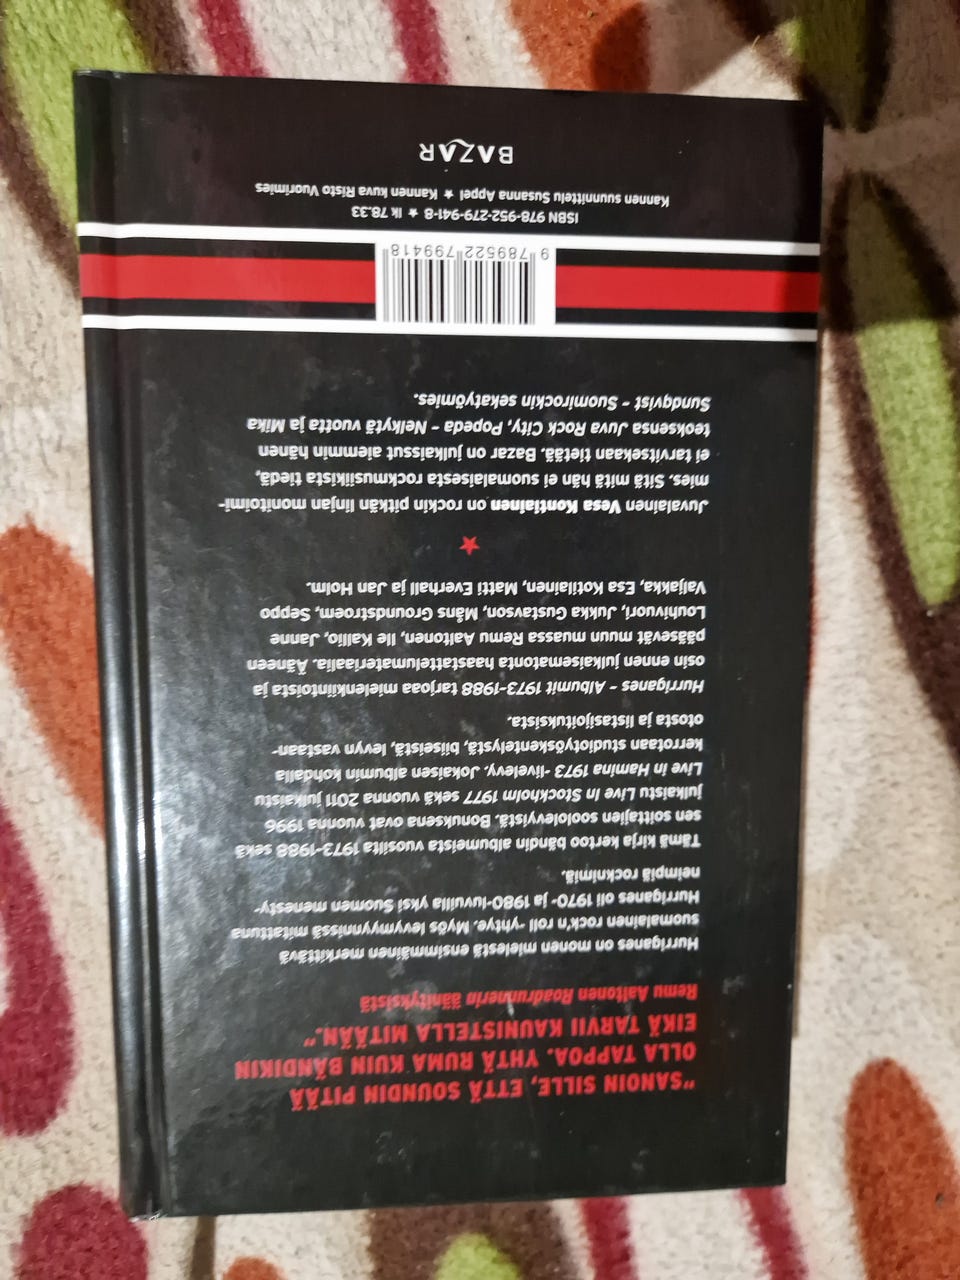 "SANOIN SILLE, ETTÄ SOUNDIN PITÄÄ
OLLA TAPPOA. YHTÄ RUMA KUIN BÄNDIKIN
EIKÄ TARVII KAUNISTELLA MITÄÄN."
Remu Aaltonen Roadrunnerin äänityksistä
Hurriganes on monen mielestä ensimmäinen merkittävä
suomalainen rock'n roll -yhtye. Myös levymyynnissä mitattuna
Hurriganes oli 1970- ja 1980-luvuilla yksi Suomen menesty-
neimpiä rocknimiä.
Tämä kirja kertoo bändin albumeista vuosilta 1973-1988 sekä
sen soittajien soololevyistä. Bonuksena ovat vuonna 1996
julkaistu Live In Stockholm 1977 sekä vuonna 2011 julkaistu
Live in Hamina 1973 -livelevy. Jokaisen albumin kohdalla
kerrotaan studiotyöskentelystä, biiseistä, levyn vastaan-
otosta ja listasijoituksista.
Hurriganes - Albumit 1973-1988 tarjoaa mielenkiintoista ja
osin ennen julkaisematonta haastattelumateriaalia. Ääneen
pääsevät muun muassa Remu Aaltonen, Ile Kallio, Janne
Louhivuori, Jukka Gustavson, Måns Groundstroem, Seppo
Valjakka, Esa Kotilainen, Matti Everhall ja Jan Holm.
Juvalainen Vesa Kontiainen on rockin pitkän linjan monitoimi-
mies. Sitä mitä hän ei suomalaisesta rockmusiikista tiedä,
ei tarvitsekaan tietää. Bazar on julkaissut aiemmin hänen
teoksensa Juva Rock City, Popeda - Nelkytä vuotta ja Mika
Sundqvist - Suomirockin sekatyömies.
9 789522 799418
ISBN 978-952-279-941-8 ★ lk 78.33
Kannen suunnittelu Susanna Appel ★ Kannen kuva Risto Vuorimies
BAZAR